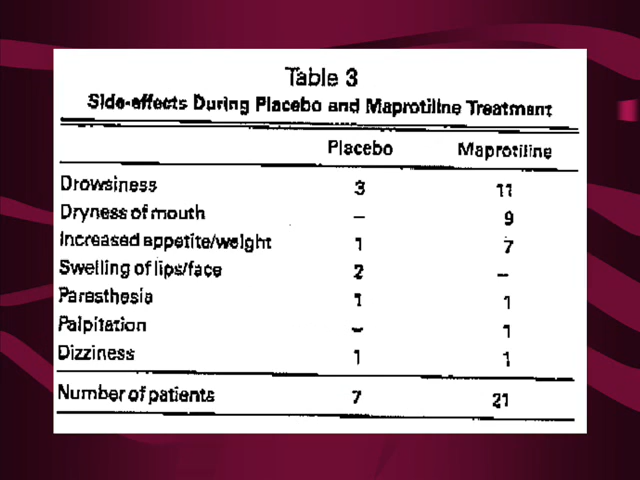 Table 3
Side-effects During Placebo and Maprotiline Treatment
Placebo Maprotiline
Drowsiness 3 11
Dryness of mouth – 9
Increased appetite/weight 1 7
Swelling of lips/face 2 –
Parasthesia 1 1
Palpitation – 1
Dizziness 1 1
Number of patients 7 21